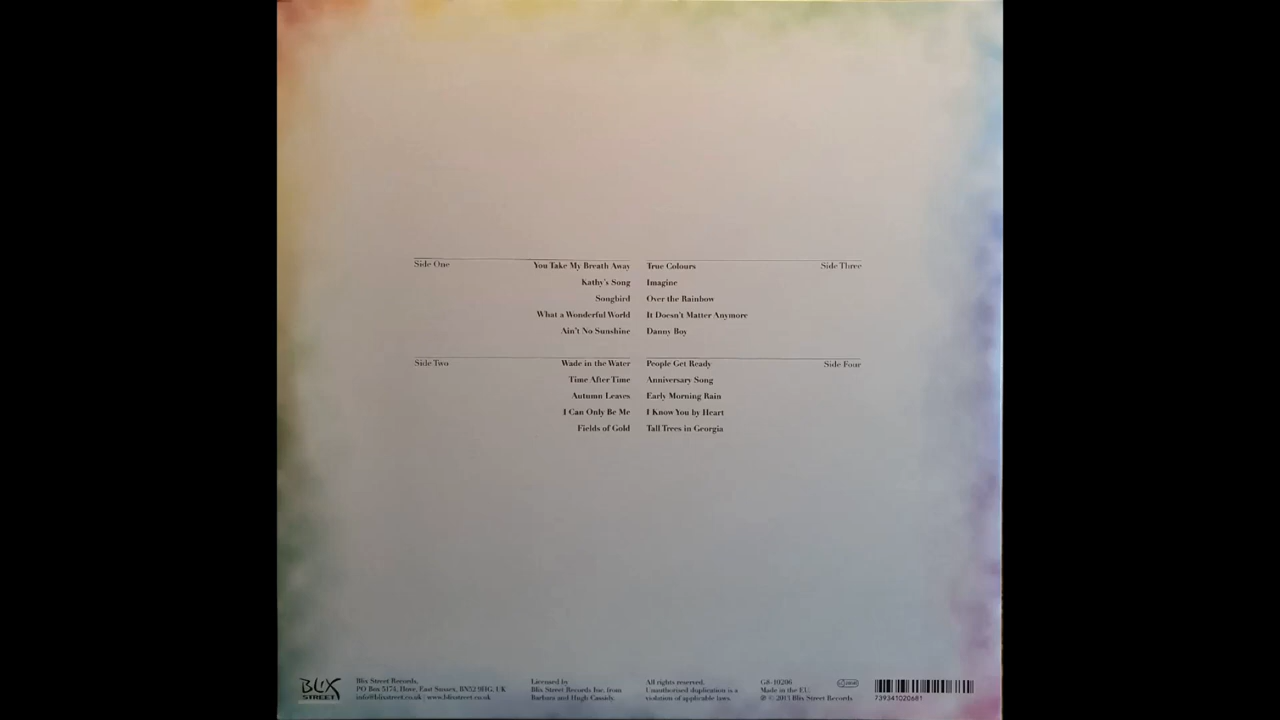 Side One
You Take My Breath Away
Kathy's Song
Songbird
What a Wonderful World
Ain't No Sunshine
Side Two
Wade in the Water
Time After Time
Autumn Leaves
I Can Only Be Me
Fields of Gold
Side Three
True Colours
Imagine
Over the Rainbow
It Doesn't Matter Anymore
Danny Boy
Side Four
People Get Ready
Anniversary Song
Early Morning Rain
I Know You by Heart
Tall Trees in Georgia
BLIX
STREET
Blix Street Records,
PO Box 5174, Hove, East Sussex, BN52 9HG, UK
info@blixstreet.co.uk | www.blixstreet.co.uk
Licensed by
Blix Street Records Inc. from
Barbara and Hugh Cassidy.
All rights reserved.
Unauthorised duplication is a
violation of applicable laws.
G8-10206
Made in the EU
℗ © 2013 Blix Street Records
739341020681